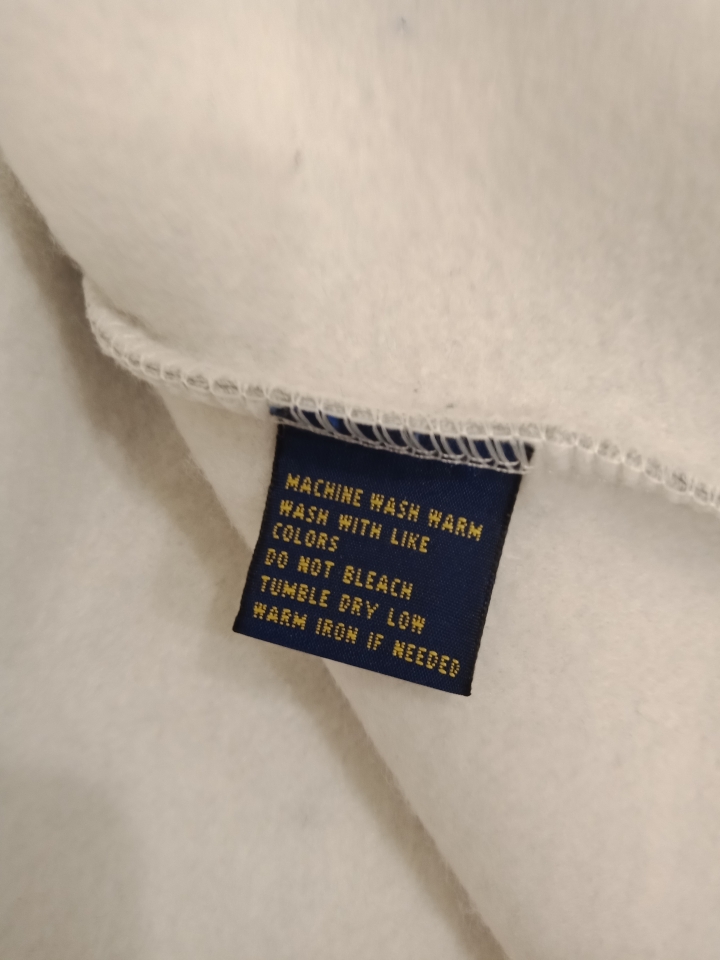 MACHINE WASH WARM
WASH WITH LIKE
COLORS
DO NOT BLEACH
TUMBLE DRY LOW
WARM IRON IF NEEDED